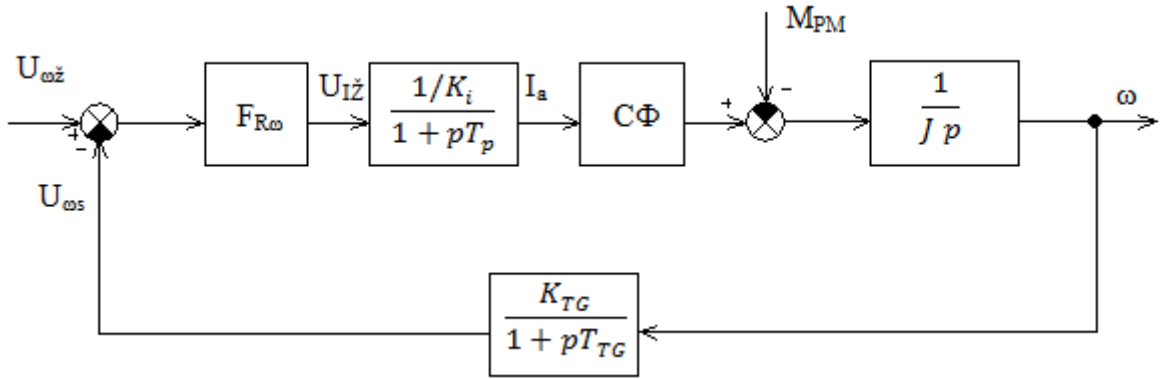 M_PM
U_ωž
F_Rω
U_IŽ
1/K_i
1 + pT_p
I_a
CΦ
1
J p
ω
+
−
+
−
U_ωs
K_TG
1 + pT_TG